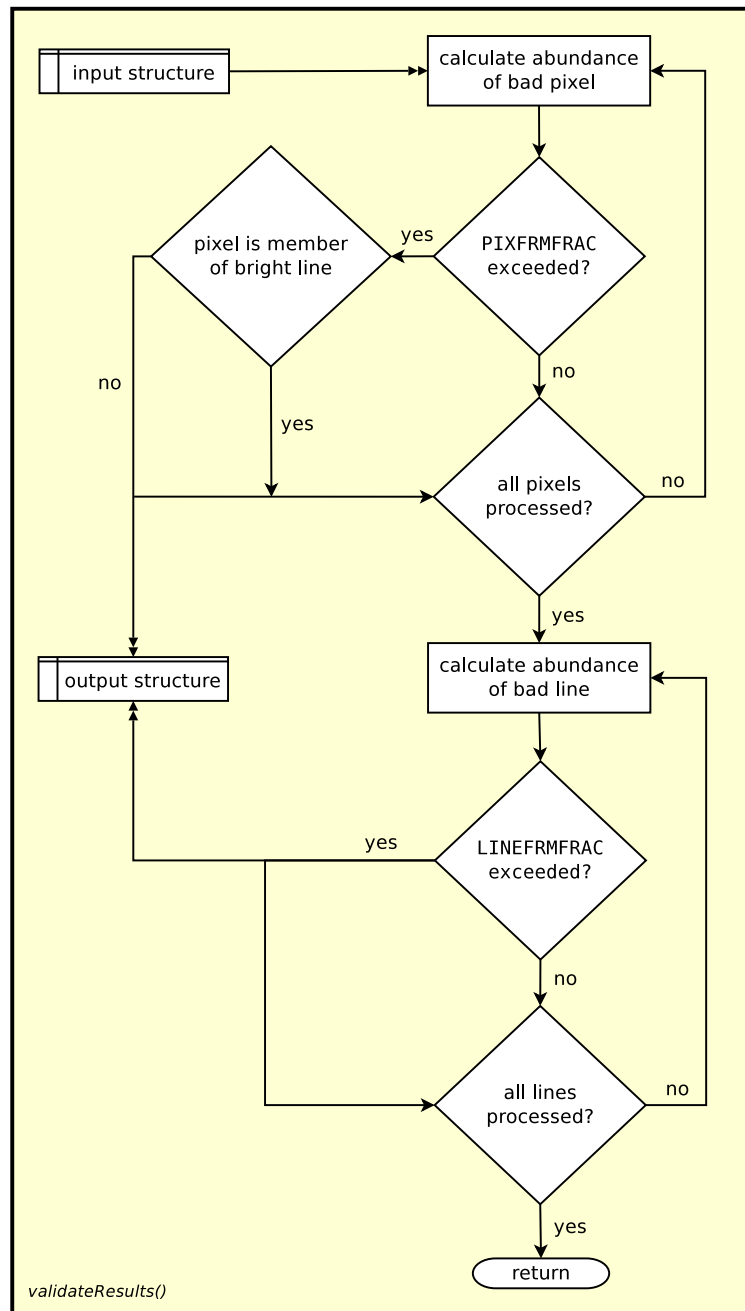 input structure
calculate abundance
of bad pixel
pixel is member
of bright line
yes
PIXFRMFRAC
exceeded?
no
no
yes
all pixels
processed?
no
yes
output structure
calculate abundance
of bad line
yes
LINEFRMFRAC
exceeded?
no
all lines
processed?
no
yes
return
validateResults()